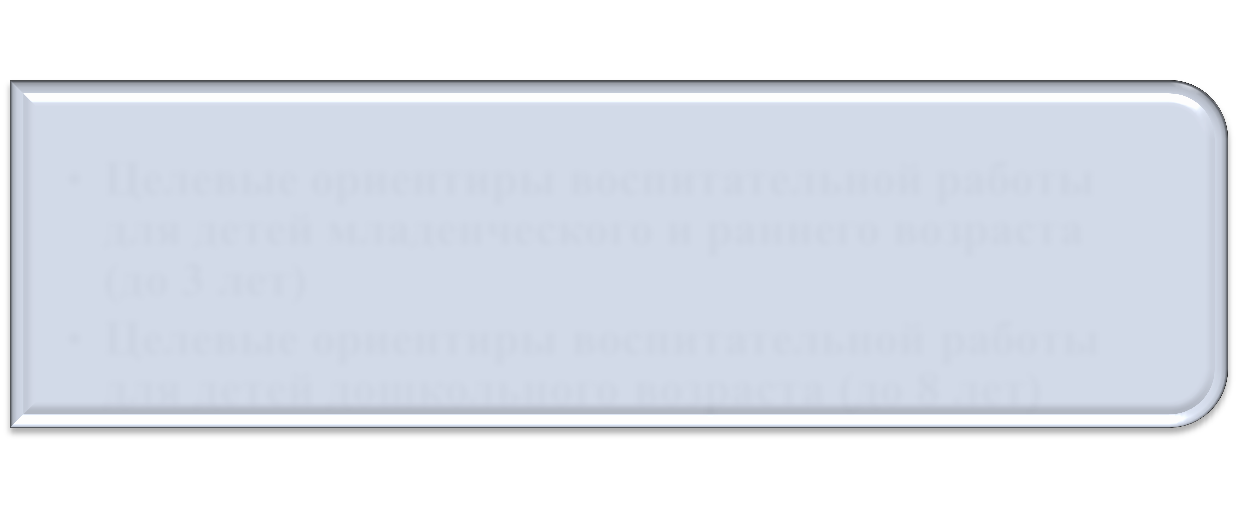 • Целевые ориентиры воспитательной работы
для детей младенческого и раннего возраста
(до 3 лет)
• Целевые ориентиры воспитательной работы
для детей дошкольного возраста (до 8 лет)